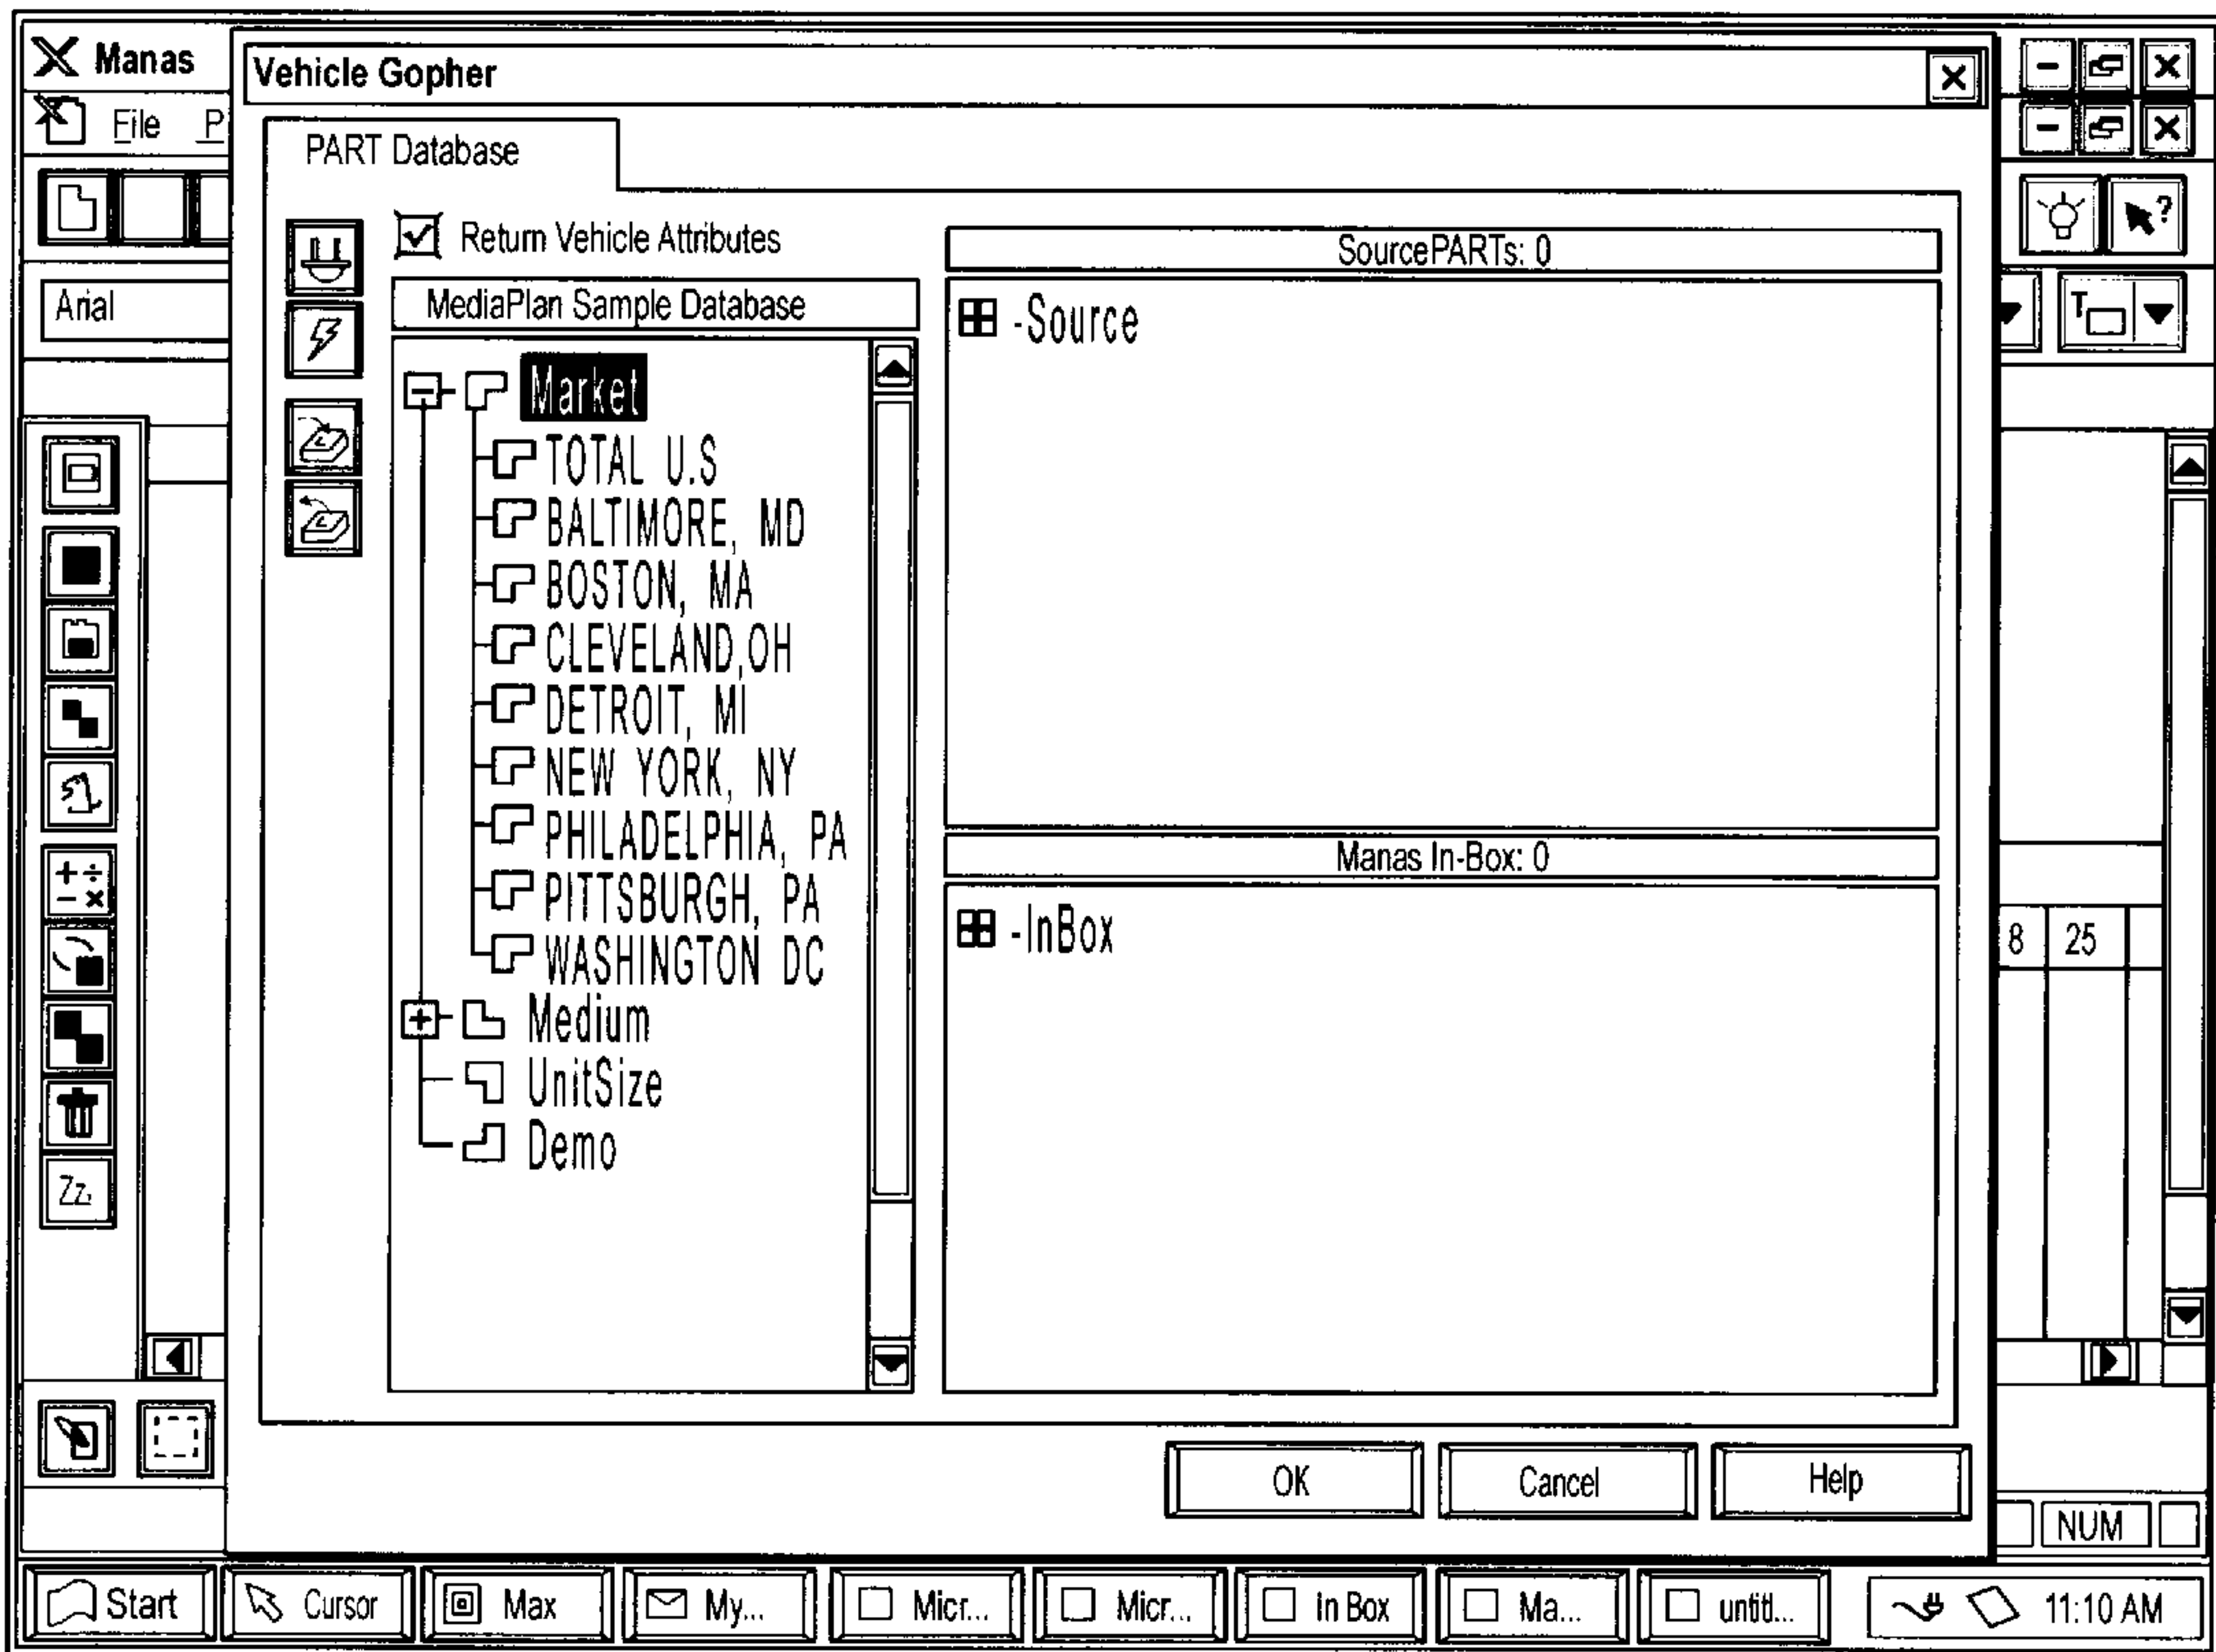 Manas
Vehicle Gopher
File P
PART Database
Return Vehicle Attributes
SourcePARTs: 0
Arial
MediaPlan Sample Database
-Source
T
Market
TOTAL U.S
BALTIMORE, MD
BOSTON, MA
CLEVELAND,OH
DETROIT, MI
NEW YORK, NY
PHILADELPHIA, PA
PITTSBURGH, PA
WASHINGTON DC
Medium
UnitSize
Demo
Manas In-Box: 0
-InBox
8 25
Zz
OK Cancel Help
NUM
Start Cursor Max My... Micr... Micr... In Box Ma... untitl... 11:10 AM